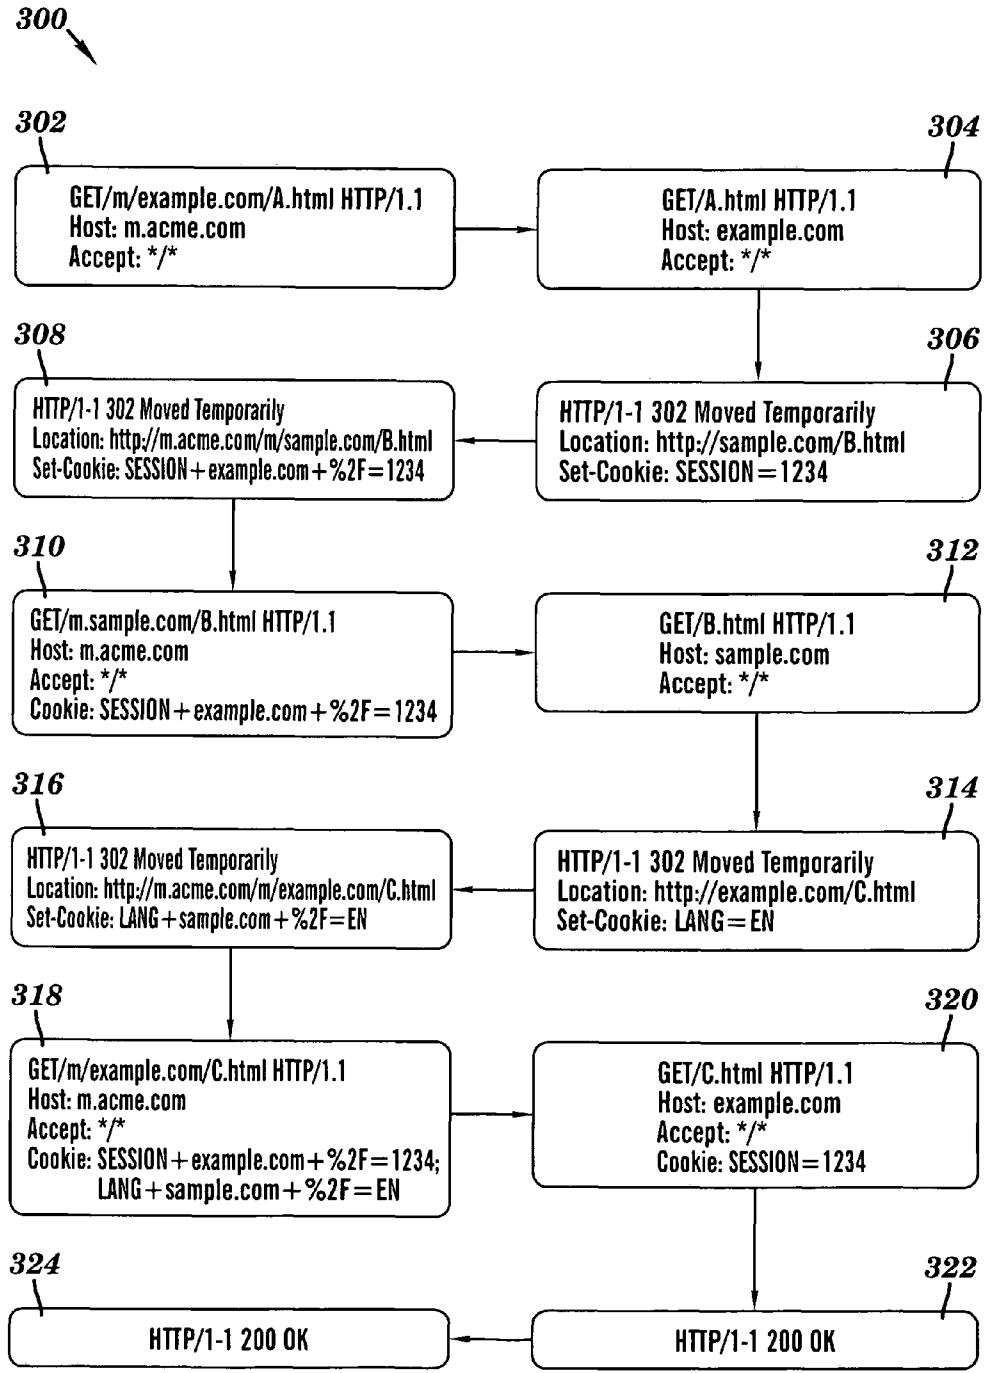 300
302
GET/m/example.com/A.html HTTP/1.1
Host: m.acme.com
Accept: */*
304
GET/A.html HTTP/1.1
Host: example.com
Accept: */*
308
HTTP/1-1 302 Moved Temporarily
Location: http://m.acme.com/m/sample.com/B.html
Set-Cookie: SESSION+example.com+%2F=1234
306
HTTP/1-1 302 Moved Temporarily
Location: http://sample.com/B.html
Set-Cookie: SESSION=1234
310
GET/m.sample.com/B.html HTTP/1.1
Host: m.acme.com
Accept: */*
Cookie: SESSION+example.com+%2F=1234
312
GET/B.html HTTP/1.1
Host: sample.com
Accept: */*
316
HTTP/1-1 302 Moved Temporarily
Location: http://m.acme.com/m/example.com/C.html
Set-Cookie: LANG+sample.com+%2F=EN
314
HTTP/1-1 302 Moved Temporarily
Location: http://example.com/C.html
Set-Cookie: LANG=EN
318
GET/m/example.com/C.html HTTP/1.1
Host: m.acme.com
Accept: */*
Cookie: SESSION+example.com+%2F=1234;
LANG+sample.com+%2F=EN
320
GET/C.html HTTP/1.1
Host: example.com
Accept: */*
Cookie: SESSION=1234
324
HTTP/1-1 200 OK
322
HTTP/1-1 200 OK